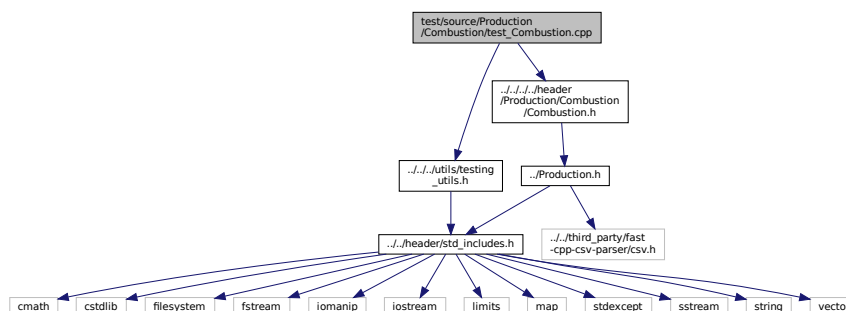 test/source/Production
/Combustion/test_Combustion.cpp
../../../../header
/Production/Combustion
/Combustion.h
../../../utils/testing
_utils.h
../Production.h
../../header/std_includes.h
../../third_party/fast
-cpp-csv-parser/csv.h
cmath
cstdlib
filesystem
fstream
iomanip
iostream
limits
map
stdexcept
sstream
string
vecto